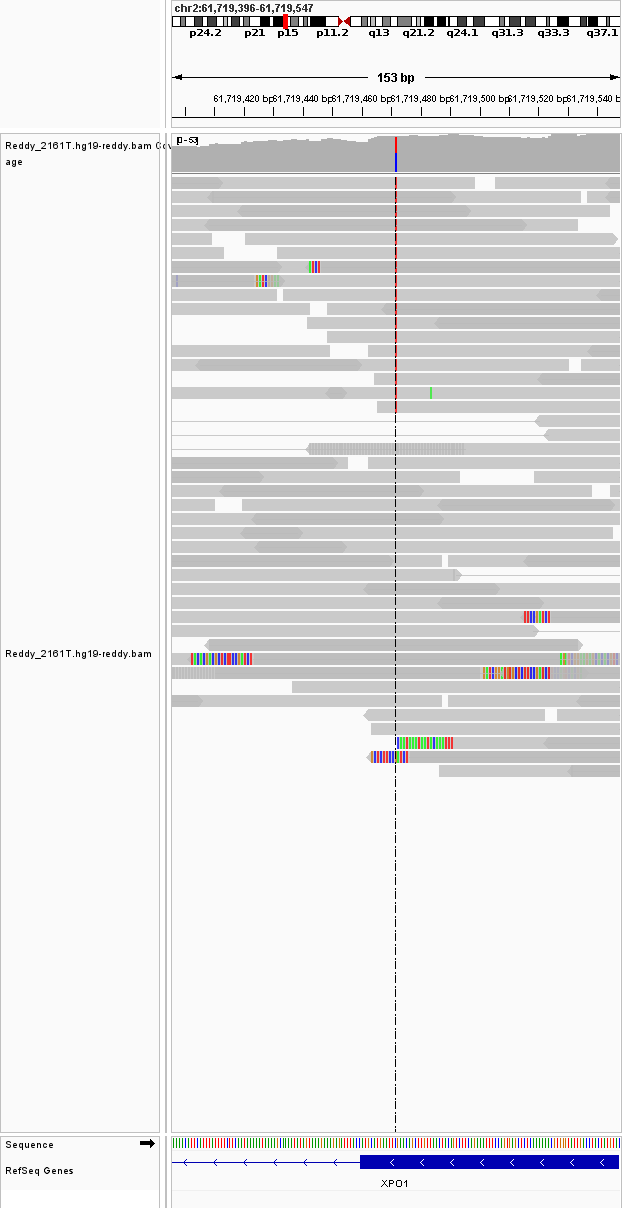 chr2:61,719,396-61,719,547
p24.2 p21 p15 p11.2 q13 q21.2 q24.1 q31.3 q33.3 q37.1
153 bp
61,719,420 bp 61,719,440 bp 61,719,460 bp 61,719,480 bp 61,719,500 bp 61,719,520 bp 61,719,540 b
Reddy_2161T.hg19-reddy.bam Cov
age
[0-53]
Reddy_2161T.hg19-reddy.bam
Sequence
RefSeq Genes
XPO1